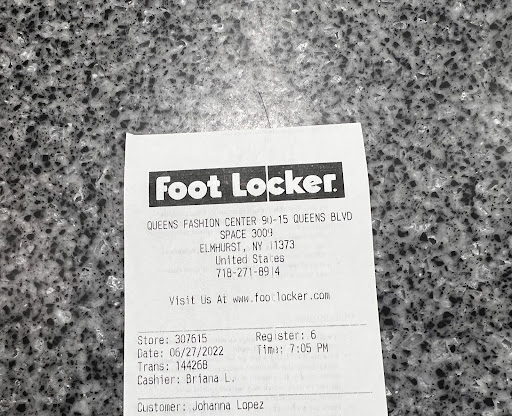 Foot Locker.
QUEENS FASHION CENTER 90-15 QUEENS BLVD
SPACE 3009
ELMHURST, NY 11373
United States
718-271-8914
Visit Us At www.footlocker.com
Store: 307615 Register: 6
Date: 06/27/2022 Time: 7:05 PM
Trans: 144268
Cashier: Briana L.
Customer: Johanna Lopez